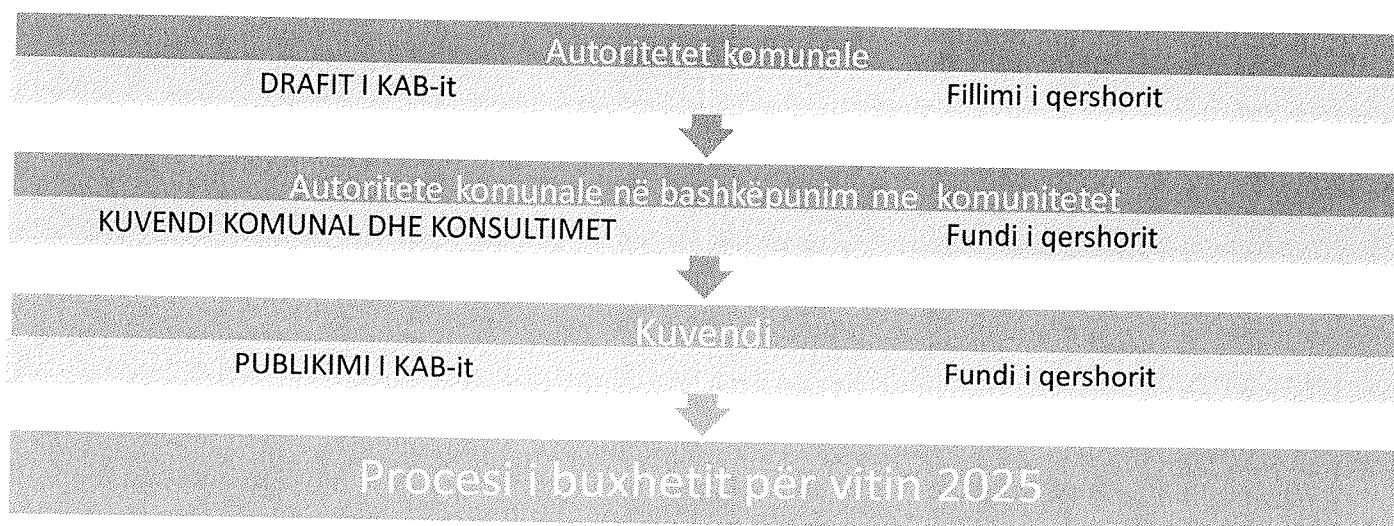 Autoritetet komunale
DRAFIT I KAB-it Fillimi i qershorit
Autoritete komunale në bashkëpunim me komunitetet
KUVENDI KOMUNAL DHE KONSULTIMET Fundi i qershorit
Kuvendi
PUBLIKIMI I KAB-it Fundi i qershorit
Procesi i buxhetit për vitin 2025